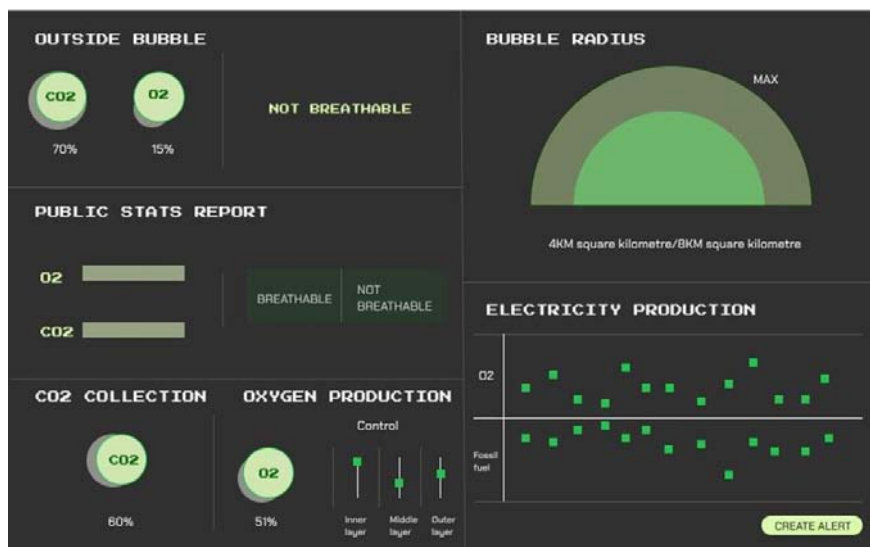 OUTSIDE BUBBLE
CO2
O2
70%
15%
NOT BREATHABLE
BUBBLE RADIUS
MAX
4KM square kilometre/8KM square kilometre
PUBLIC STATS REPORT
O2
CO2
BREATHABLE
NOT
BREATHABLE
CO2 COLLECTION
CO2
60%
OXYGEN PRODUCTION
O2
51%
Control
Inner
layer
Middle
layer
Outer
layer
ELECTRICITY PRODUCTION
O2
Fossil
fuel
CREATE ALERT